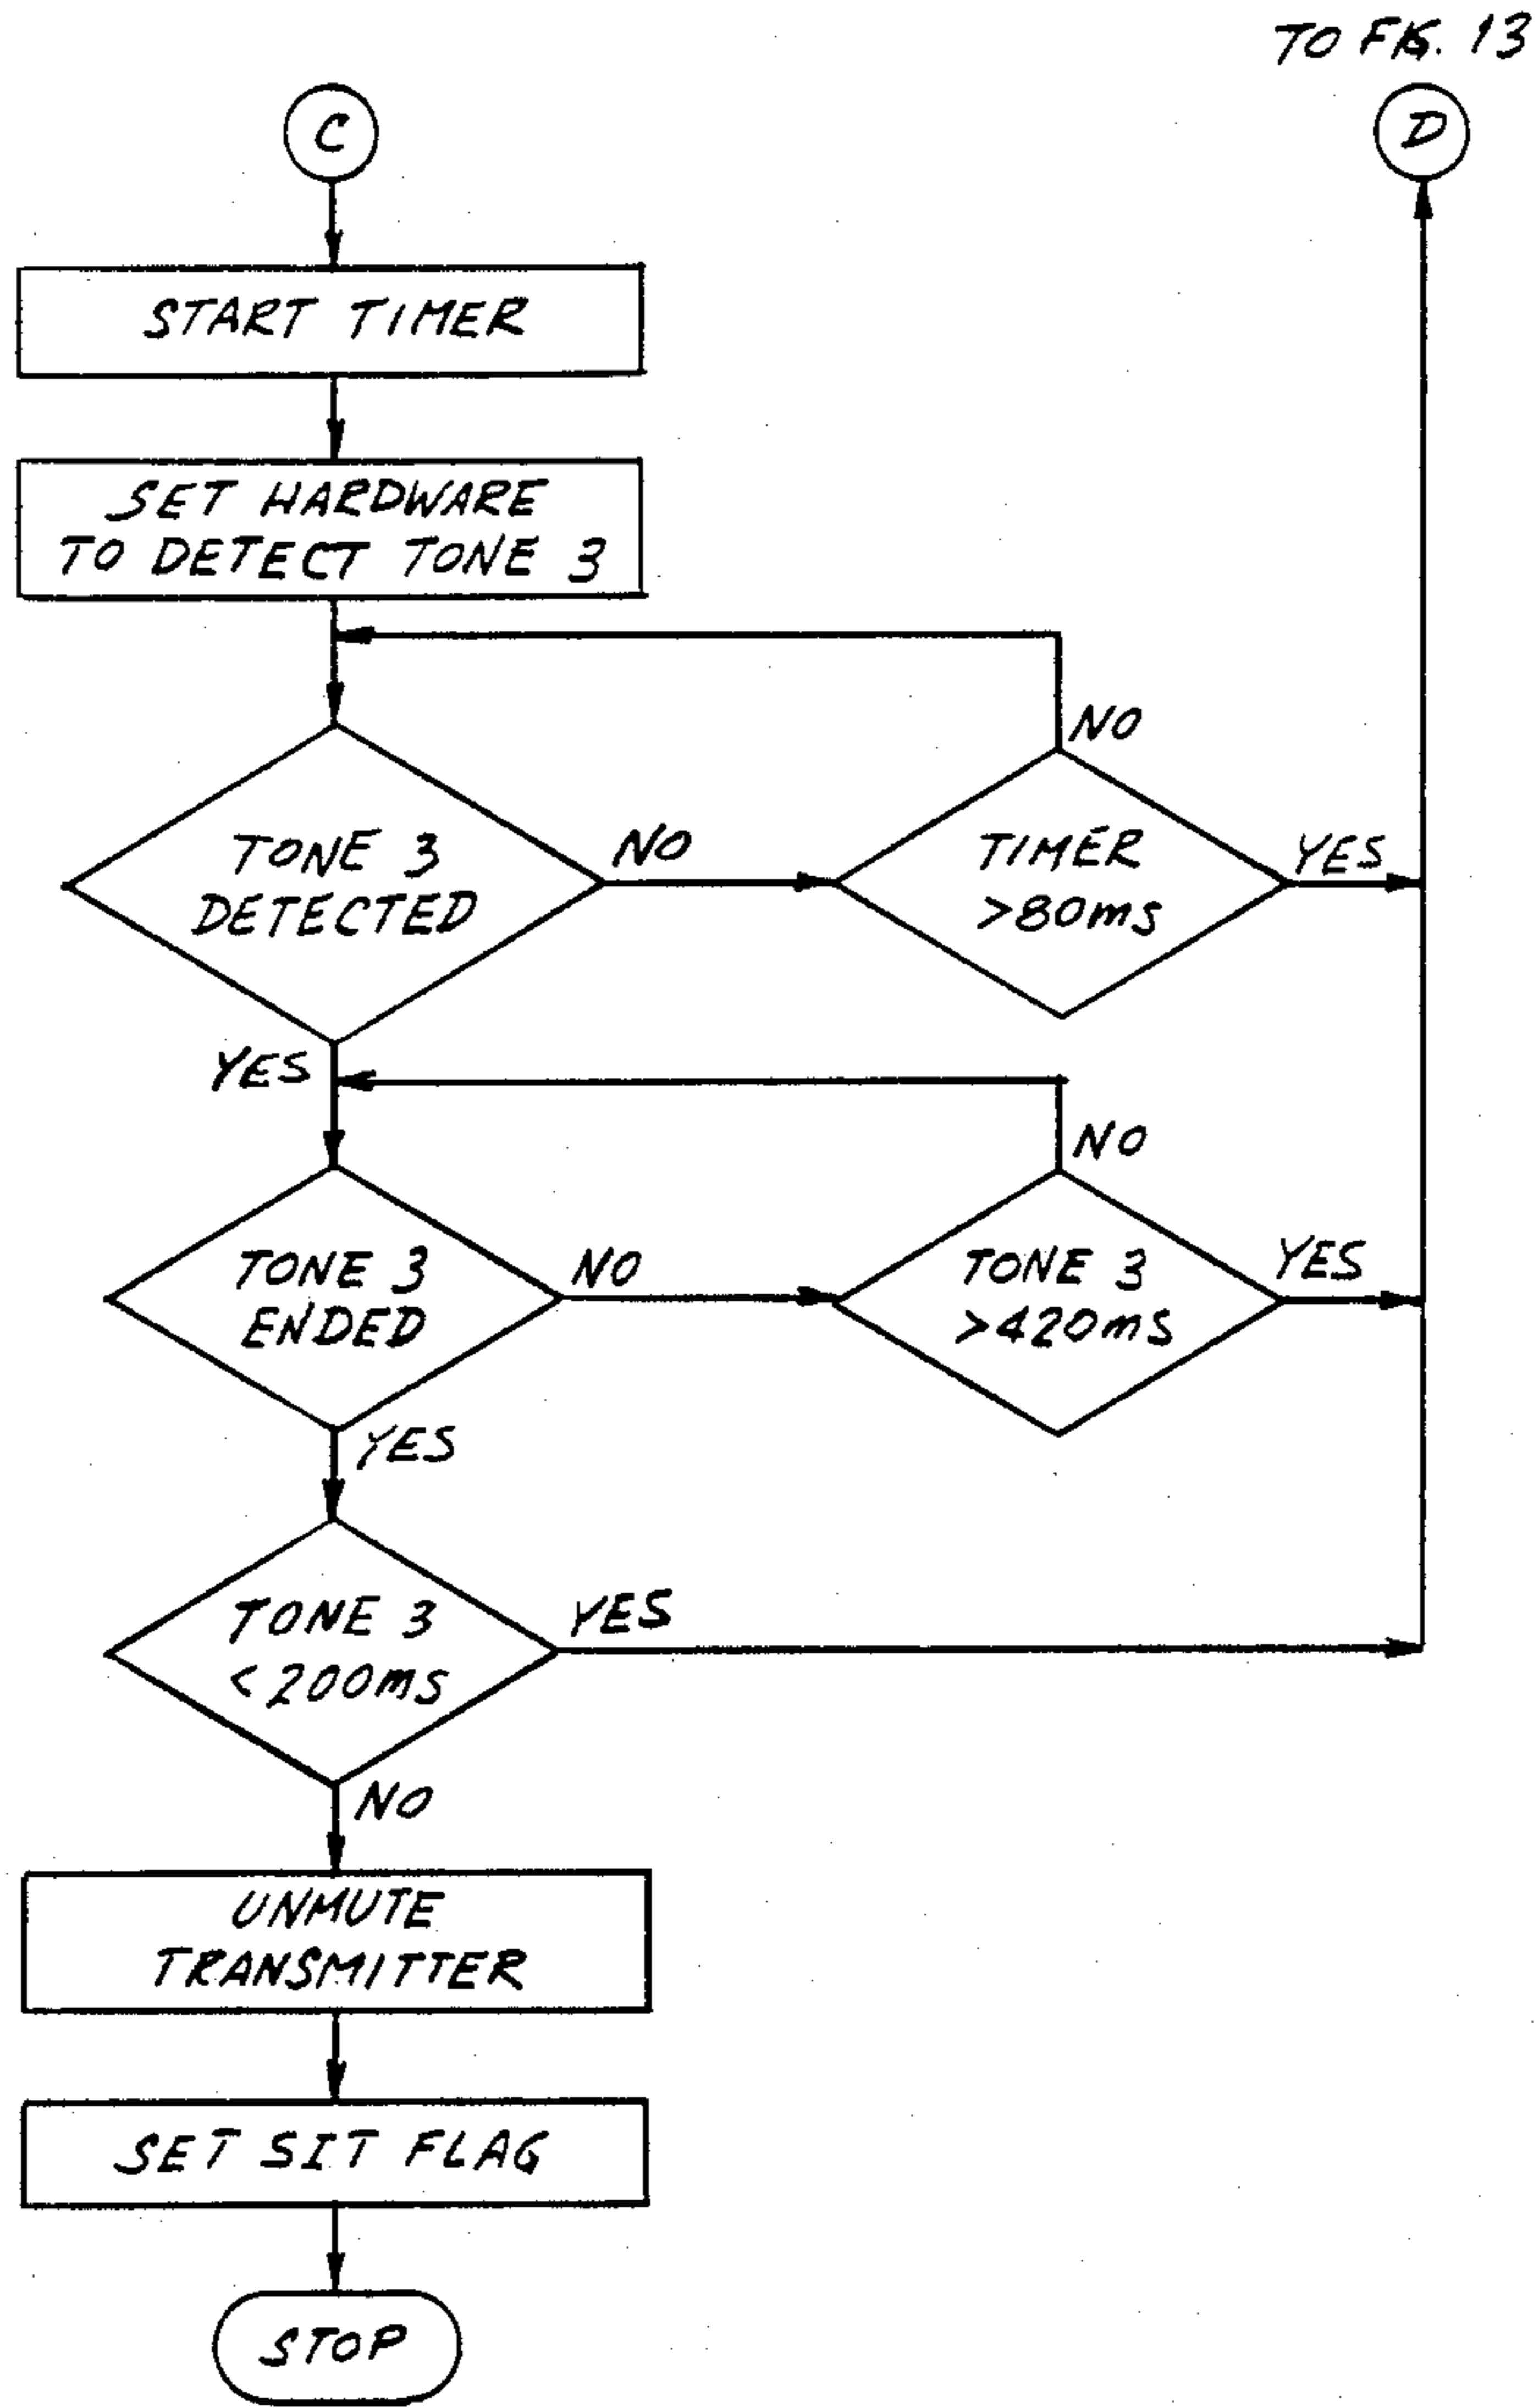 TO FIG. 13
C
D
START TIMER
SET HARDWARE
TO DETECT TONE 3
NO
TONE 3
DETECTED
NO
TIMER
>80ms
YES
YES
NO
TONE 3
ENDED
NO
TONE 3
>420ms
YES
YES
TONE 3
<200ms
YES
NO
UNMUTE
TRANSMITTER
SET SIT FLAG
STOP